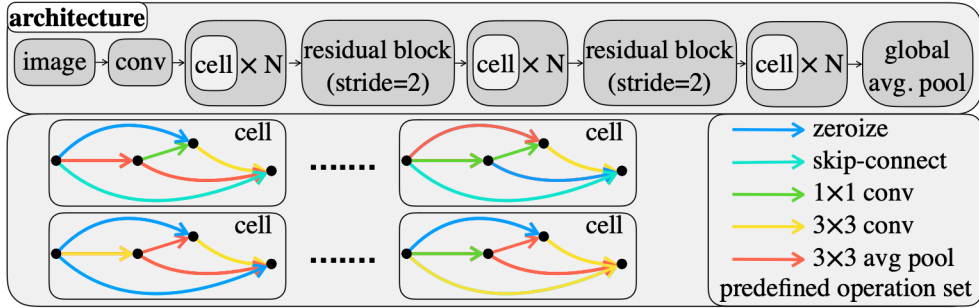 architecture
image
conv
cell × N
residual block
(stride=2)
cell × N
residual block
(stride=2)
cell × N
global
avg. pool
cell
.......
cell
cell
.......
cell
zeroize
skip-connect
1×1 conv
3×3 conv
3×3 avg pool
predefined operation set